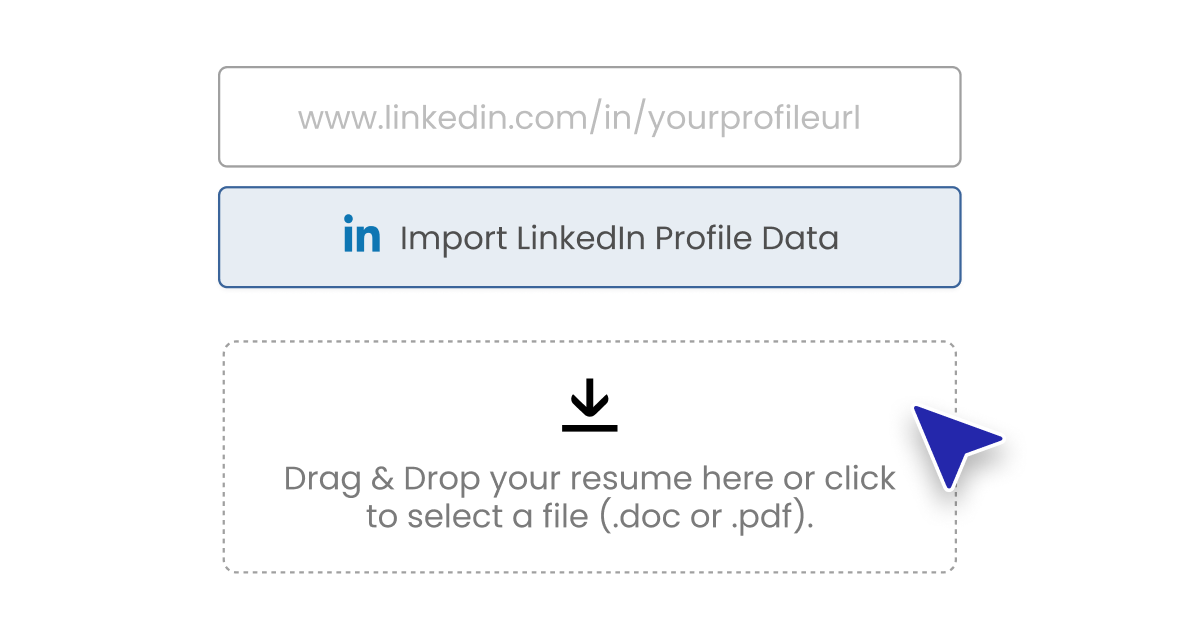 www.linkedin.com/in/yourprofileurl
in Import LinkedIn Profile Data
Drag & Drop your resume here or click
to select a file (.doc or .pdf).